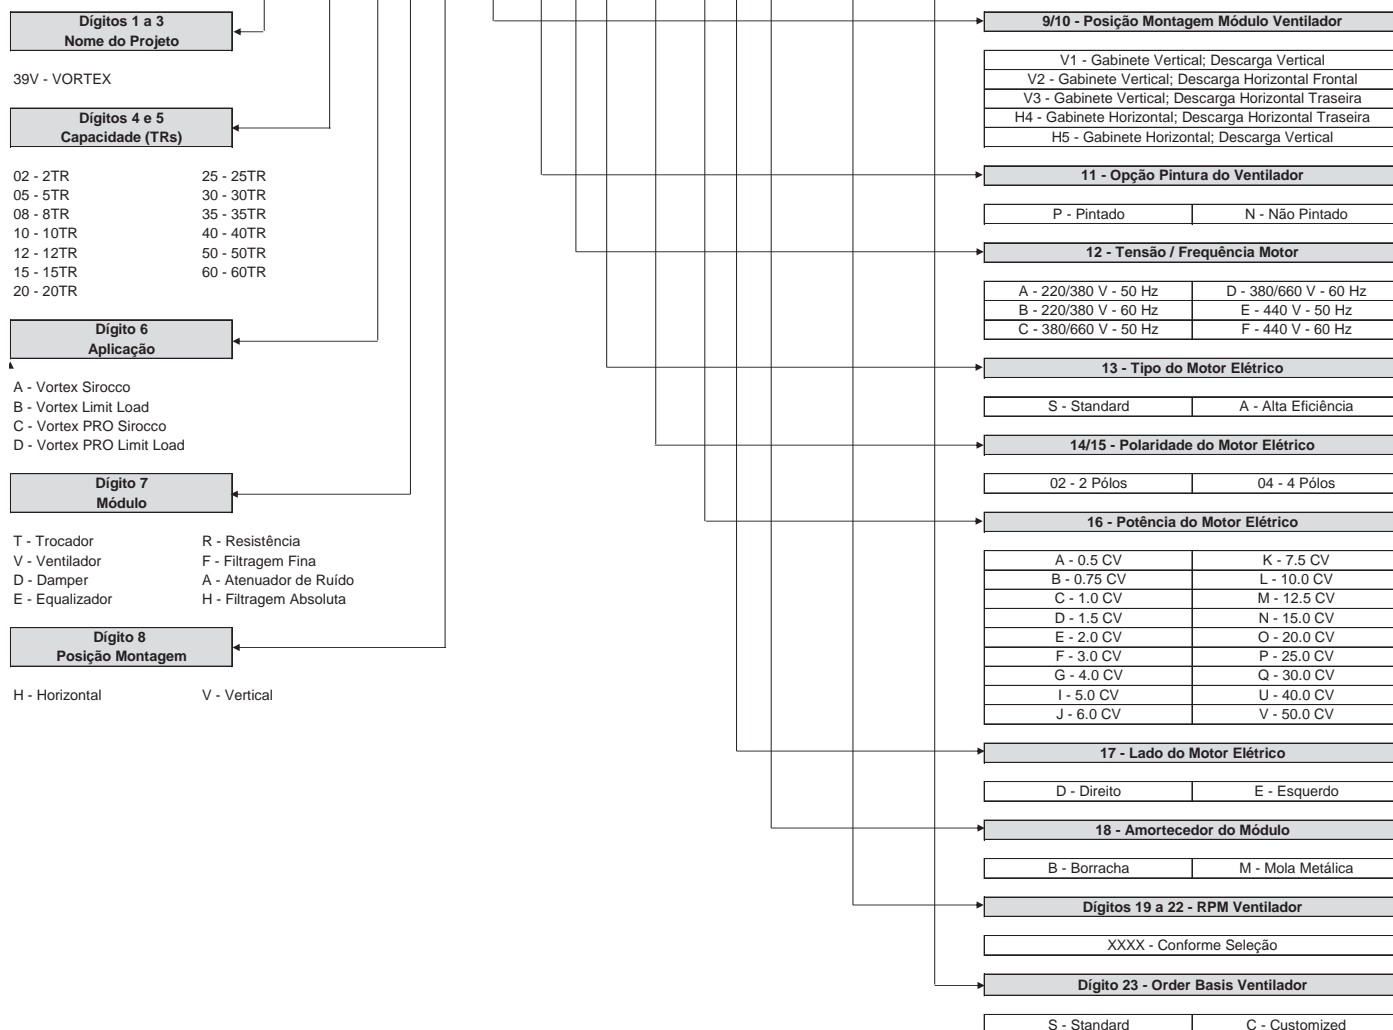 Dígitos 1 a 3
Nome do Projeto
39V - VORTEX
Dígitos 4 e 5
Capacidade (TRs)
02 - 2TR 25 - 25TR
05 - 5TR 30 - 30TR
08 - 8TR 35 - 35TR
10 - 10TR 40 - 40TR
12 - 12TR 50 - 50TR
15 - 15TR 60 - 60TR
20 - 20TR
Dígito 6
Aplicação
A - Vortex Sirocco
B - Vortex Limit Load
C - Vortex PRO Sirocco
D - Vortex PRO Limit Load
Dígito 7
Módulo
T - Trocador R - Resistência
V - Ventilador F - Filtragem Fina
D - Damper A - Atenuador de Ruído
E - Equalizador H - Filtragem Absoluta
Dígito 8
Posição Montagem
H - Horizontal V - Vertical
9/10 - Posição Montagem Módulo Ventilador
V1 - Gabinete Vertical; Descarga Vertical
V2 - Gabinete Vertical; Descarga Horizontal Frontal
V3 - Gabinete Vertical; Descarga Horizontal Traseira
H4 - Gabinete Horizontal; Descarga Horizontal Traseira
H5 - Gabinete Horizontal; Descarga Vertical
11 - Opção Pintura do Ventilador
P - Pintado N - Não Pintado
12 - Tensão / Frequência Motor
A - 220/380 V - 50 Hz D - 380/660 V - 60 Hz
B - 220/380 V - 60 Hz E - 440 V - 50 Hz
C - 380/660 V - 50 Hz F - 440 V - 60 Hz
13 - Tipo do Motor Elétrico
S - Standard A - Alta Eficiência
14/15 - Polaridade do Motor Elétrico
02 - 2 Pólos 04 - 4 Pólos
16 - Potência do Motor Elétrico
A - 0.5 CV K - 7.5 CV
B - 0.75 CV L - 10.0 CV
C - 1.0 CV M - 12.5 CV
D - 1.5 CV N - 15.0 CV
E - 2.0 CV O - 20.0 CV
F - 3.0 CV P - 25.0 CV
G - 4.0 CV Q - 30.0 CV
I - 5.0 CV U - 40.0 CV
J - 6.0 CV V - 50.0 CV
17 - Lado do Motor Elétrico
D - Direito E - Esquerdo
18 - Amortecedor do Módulo
B - Borracha M - Mola Metálica
Dígitos 19 a 22 - RPM Ventilador
XXXX - Conforme Seleção
Dígito 23 - Order Basis Ventilador
S - Standard C - Customized